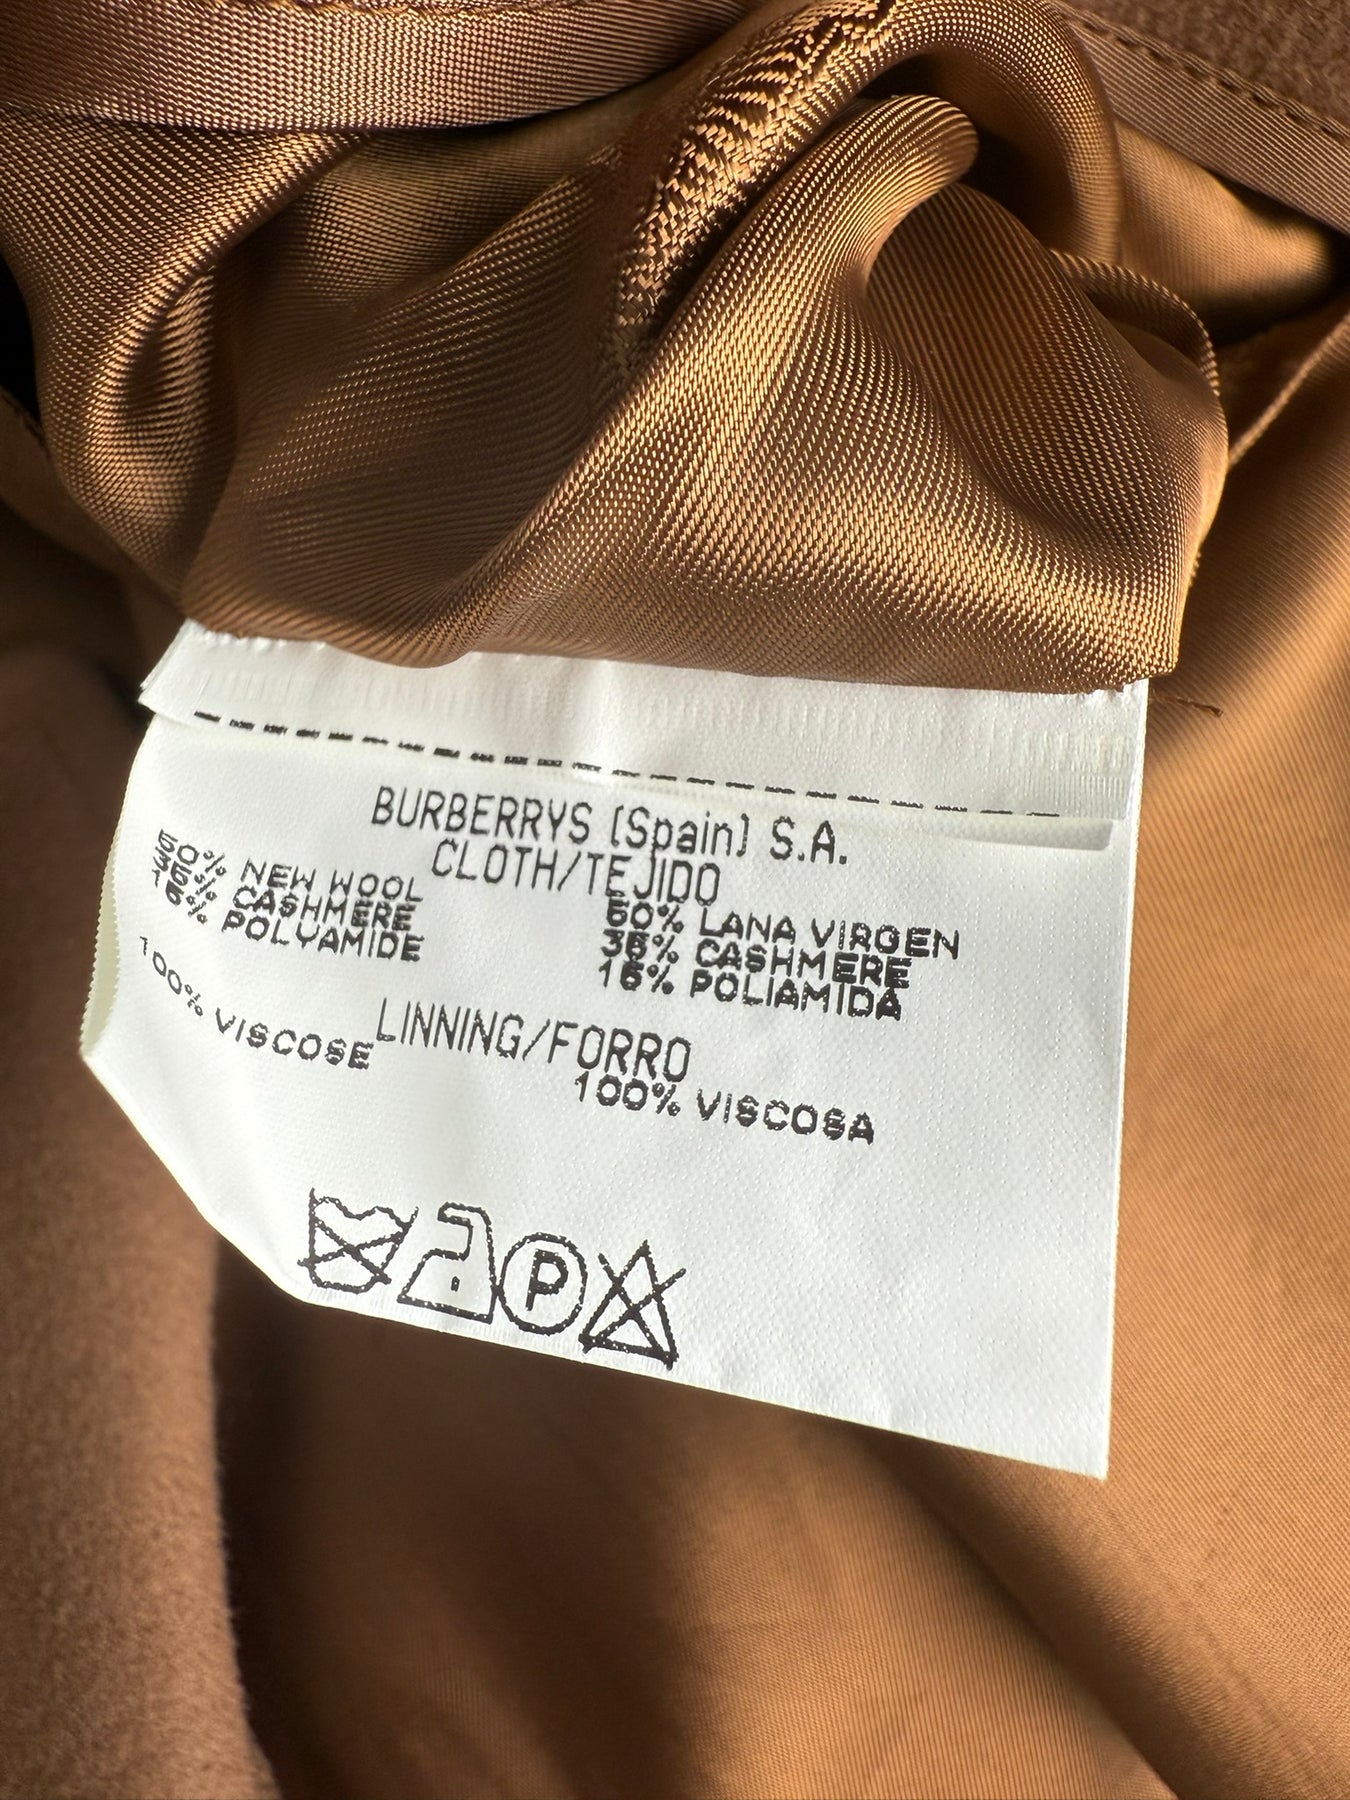 BURBERRYS (Spain) S.A.
CLOTH/TEJIDO
50% NEW WOOL 50% LANA VIRGEN
35% CASHMERE 35% CASHMERE
15% POLYAMIDE 15% POLIAMIDA
LINNING/FORRO
100% VISCOSE 100% VISCOSA
P